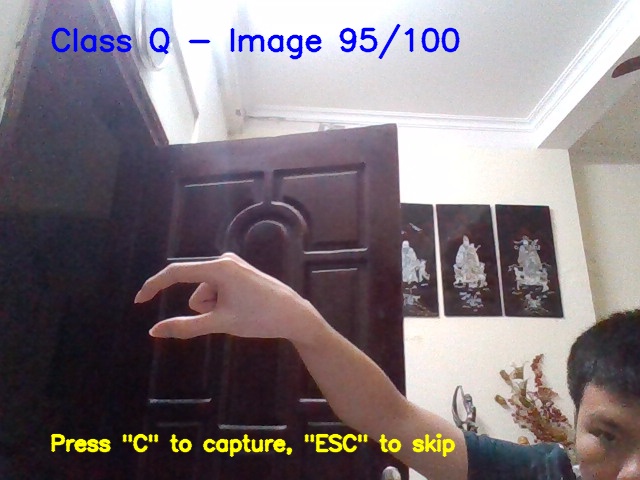 Class Q - Image 95/100
Press "C" to capture, "ESC" to skip